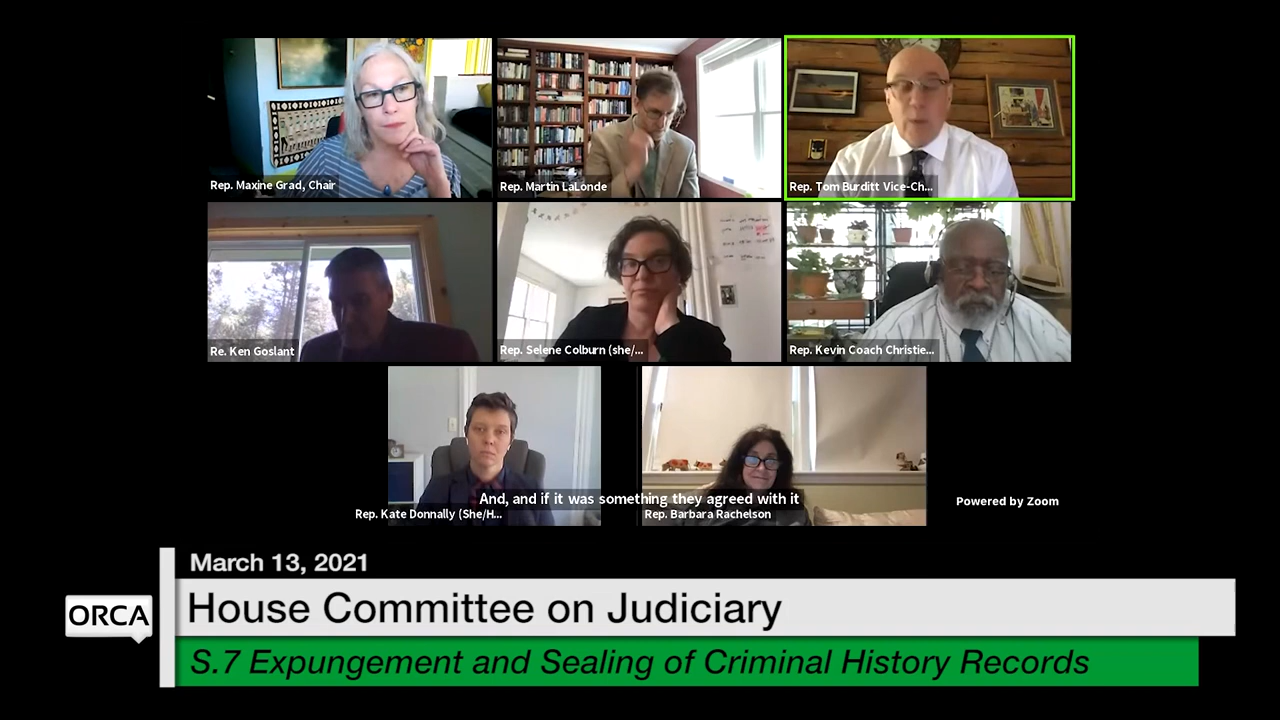 Rep. Maxine Grad, Chair
Rep. Martin LaLonde
Rep. Tom Burditt Vice-Ch...
Re. Ken Goslant
Rep. Selene Colburn (she/...
Rep. Kevin Coach Christie...
And, and if it was something they agreed with it
Rep. Kate Donnally (She/H...
Rep. Barbara Rachelson
Powered by Zoom
March 13, 2021
ORCA
House Committee on Judiciary
S.7 Expungement and Sealing of Criminal History Records